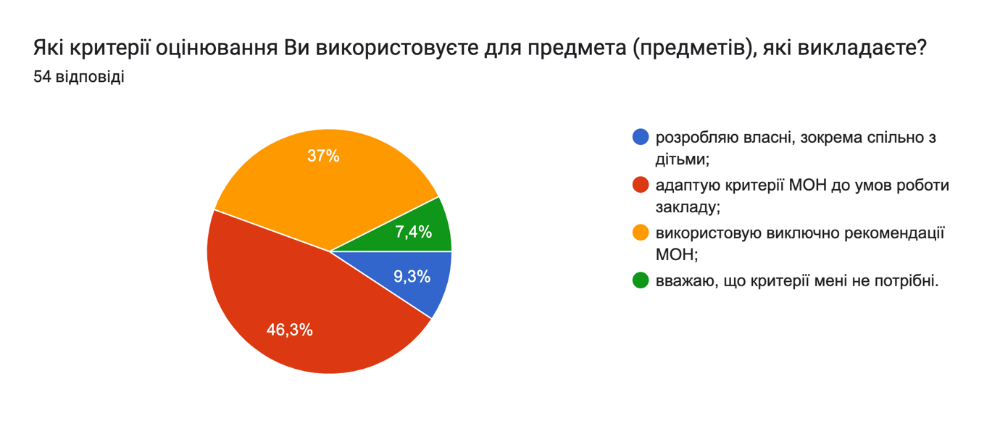 Які критерії оцінювання Ви використовуєте для предмета (предметів), які викладаєте?
54 відповіді
37%
7,4%
9,3%
46,3%
розробляю власні, зокрема спільно з
дітьми;
адаптую критерії МОН до умов роботи
закладу;
використовую виключно рекомендації
МОН;
вважаю, що критерії мені не потрібні.